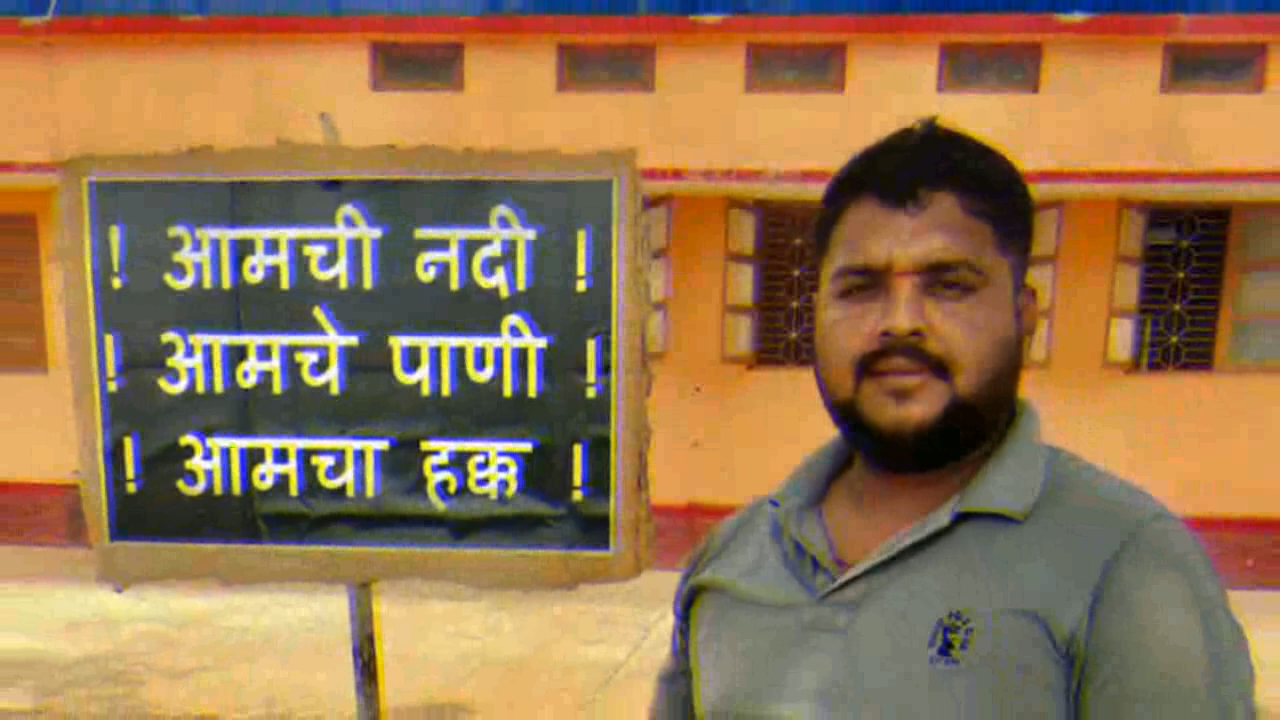 ! आमची नदी !
! आमचे पाणी !
! आमचा हक्क !